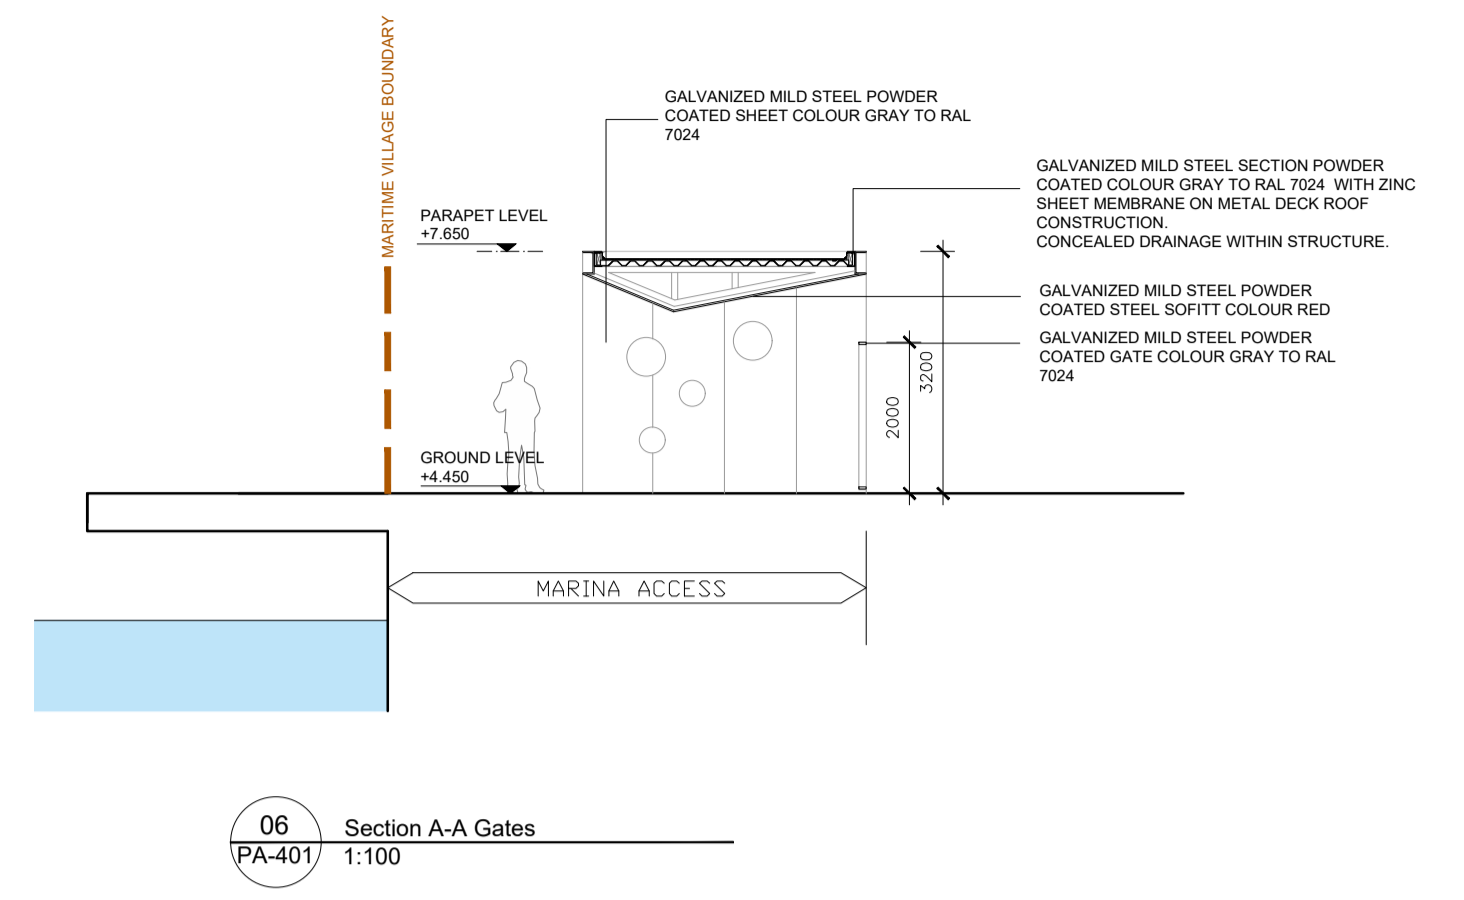 MARITIME VILLAGE BOUNDARY
GALVANIZED MILD STEEL POWDER
COATED SHEET COLOUR GRAY TO RAL
7024
GALVANIZED MILD STEEL SECTION POWDER
COATED COLOUR GRAY TO RAL 7024 WITH ZINC
SHEET MEMBRANE ON METAL DECK ROOF
CONSTRUCTION.
CONCEALED DRAINAGE WITHIN STRUCTURE.
PARAPET LEVEL
+7.650
GALVANIZED MILD STEEL POWDER
COATED STEEL SOFITT COLOUR RED
GALVANIZED MILD STEEL POWDER
COATED GATE COLOUR GRAY TO RAL
7024
3200
2000
GROUND LEVEL
+4.450
MARINA ACCESS
06
Section A-A Gates
PA-401
1:100